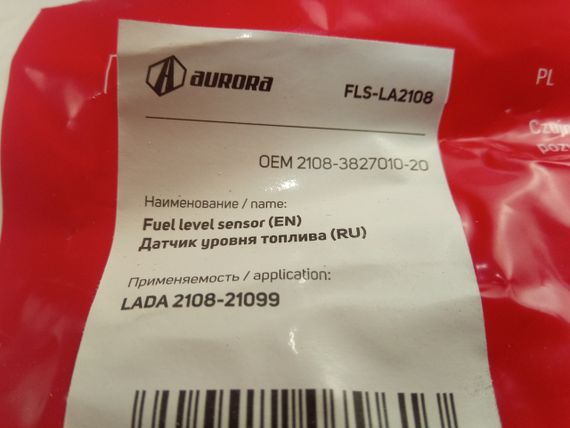 AURORA
FLS-LA2108
OEM 2108-3827010-20
Наименование / name:
Fuel level sensor (EN)
Датчик уровня топлива (RU)
Применяемость / application:
LADA 2108-21099
PL